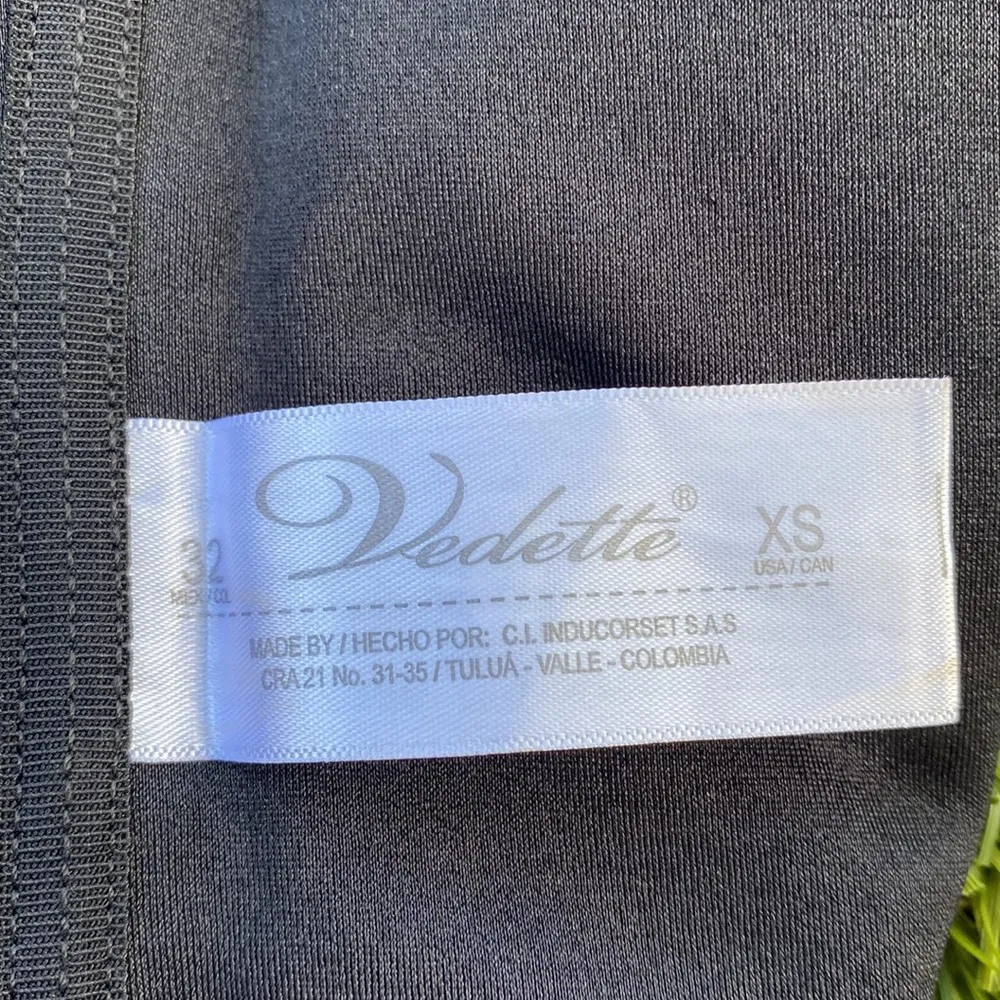 32 Vedette® XS
MEX / COL USA / CAN
MADE BY / HECHO POR: C.I. INDUCORSET S.A.S
CRA 21 No. 31-35 / TULUÁ - VALLE - COLOMBIA